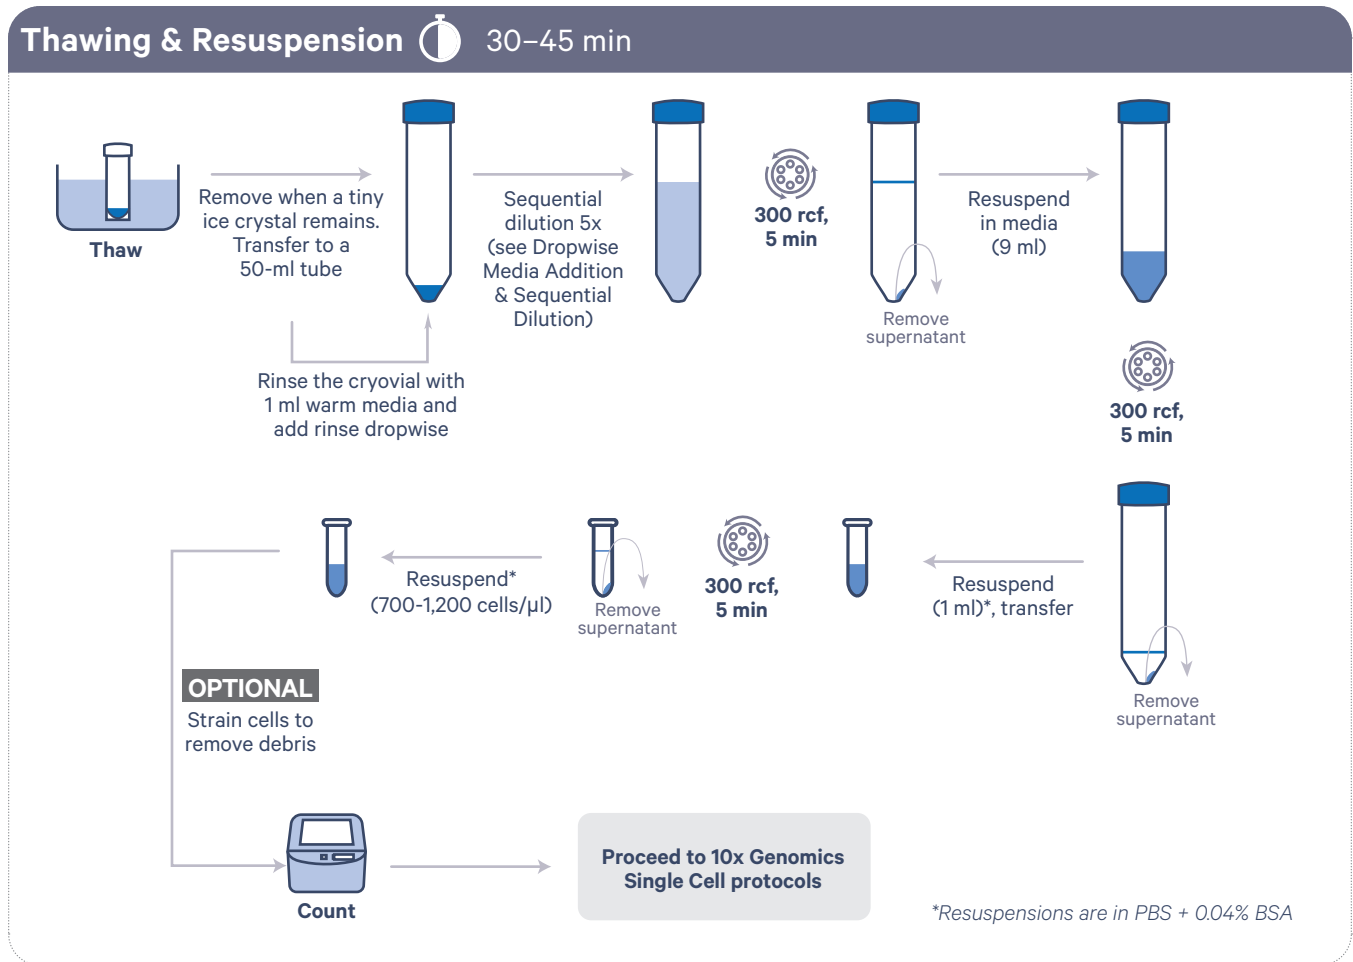 Thawing & Resuspension 30–45 min
Thaw
Remove when a tiny
ice crystal remains.
Transfer to a
50-ml tube
Rinse the cryovial with
1 ml warm media and
add rinse dropwise
Sequential
dilution 5x
(see Dropwise
Media Addition
& Sequential
Dilution)
300 rcf,
5 min
Remove
supernatant
Resuspend
in media
(9 ml)
300 rcf,
5 min
Remove
supernatant
Resuspend
(1 ml)*, transfer
300 rcf,
5 min
Remove
supernatant
Resuspend*
(700-1,200 cells/µl)
OPTIONAL
Strain cells to
remove debris
Count
Proceed to 10x Genomics
Single Cell protocols
*Resuspensions are in PBS + 0.04% BSA